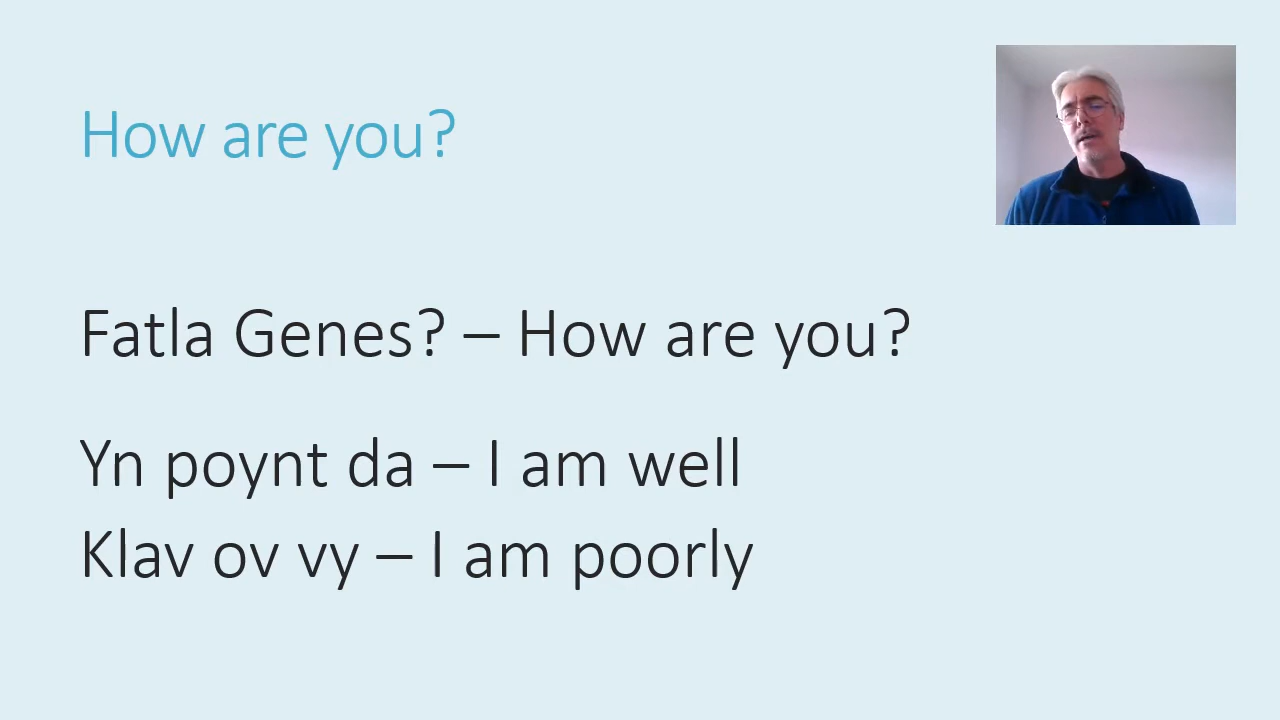 How are you?
Fatla Genes? – How are you?
Yn poynt da – I am well
Klav ov vy – I am poorly